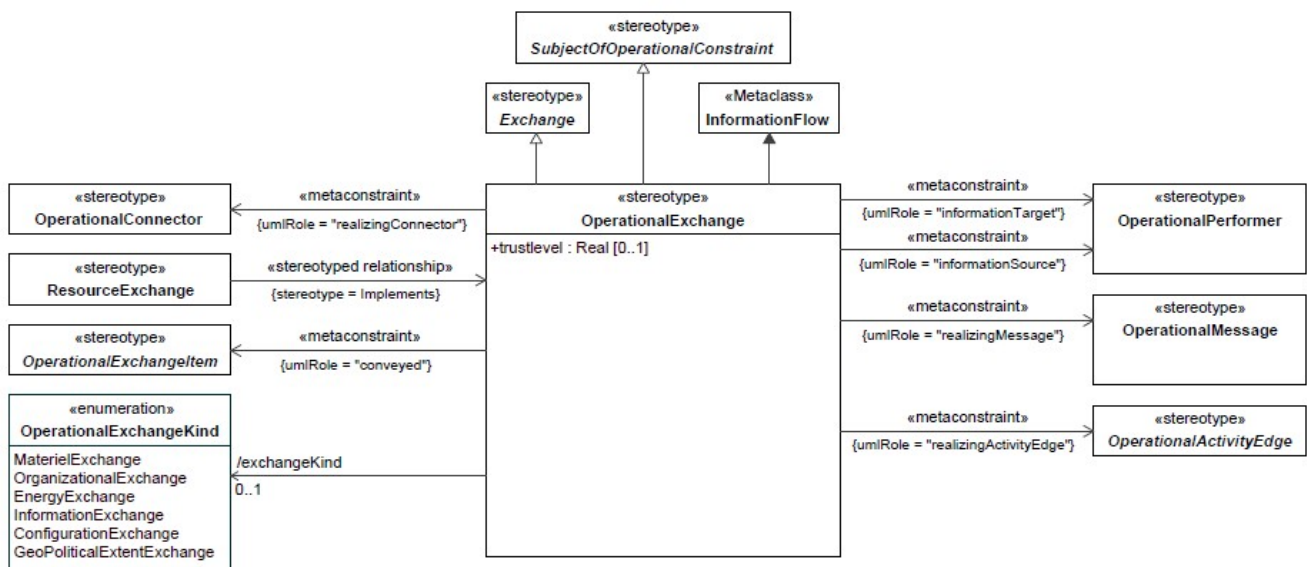 «stereotype»
SubjectOfOperationalConstraint
«stereotype»
Exchange
«Metaclass»
InformationFlow
«stereotype»
OperationalConnector
«metaconstraint»
{umlRole = "realizingConnector"}
«stereotype»
ResourceExchange
«stereotyped relationship»
{stereotype = Implements}
«stereotype»
OperationalExchangeItem
«metaconstraint»
{umlRole = "conveyed"}
«enumeration»
OperationalExchangeKind
MaterielExchange
OrganizationalExchange
EnergyExchange
InformationExchange
ConfigurationExchange
GeoPoliticalExtentExchange
/exchangeKind
0..1
«stereotype»
OperationalExchange
+trustlevel : Real [0..1]
«metaconstraint»
{umlRole = "informationTarget"}
«metaconstraint»
{umlRole = "informationSource"}
«stereotype»
OperationalPerformer
«metaconstraint»
{umlRole = "realizingMessage"}
«stereotype»
OperationalMessage
«metaconstraint»
{umlRole = "realizingActivityEdge"}
«stereotype»
OperationalActivityEdge